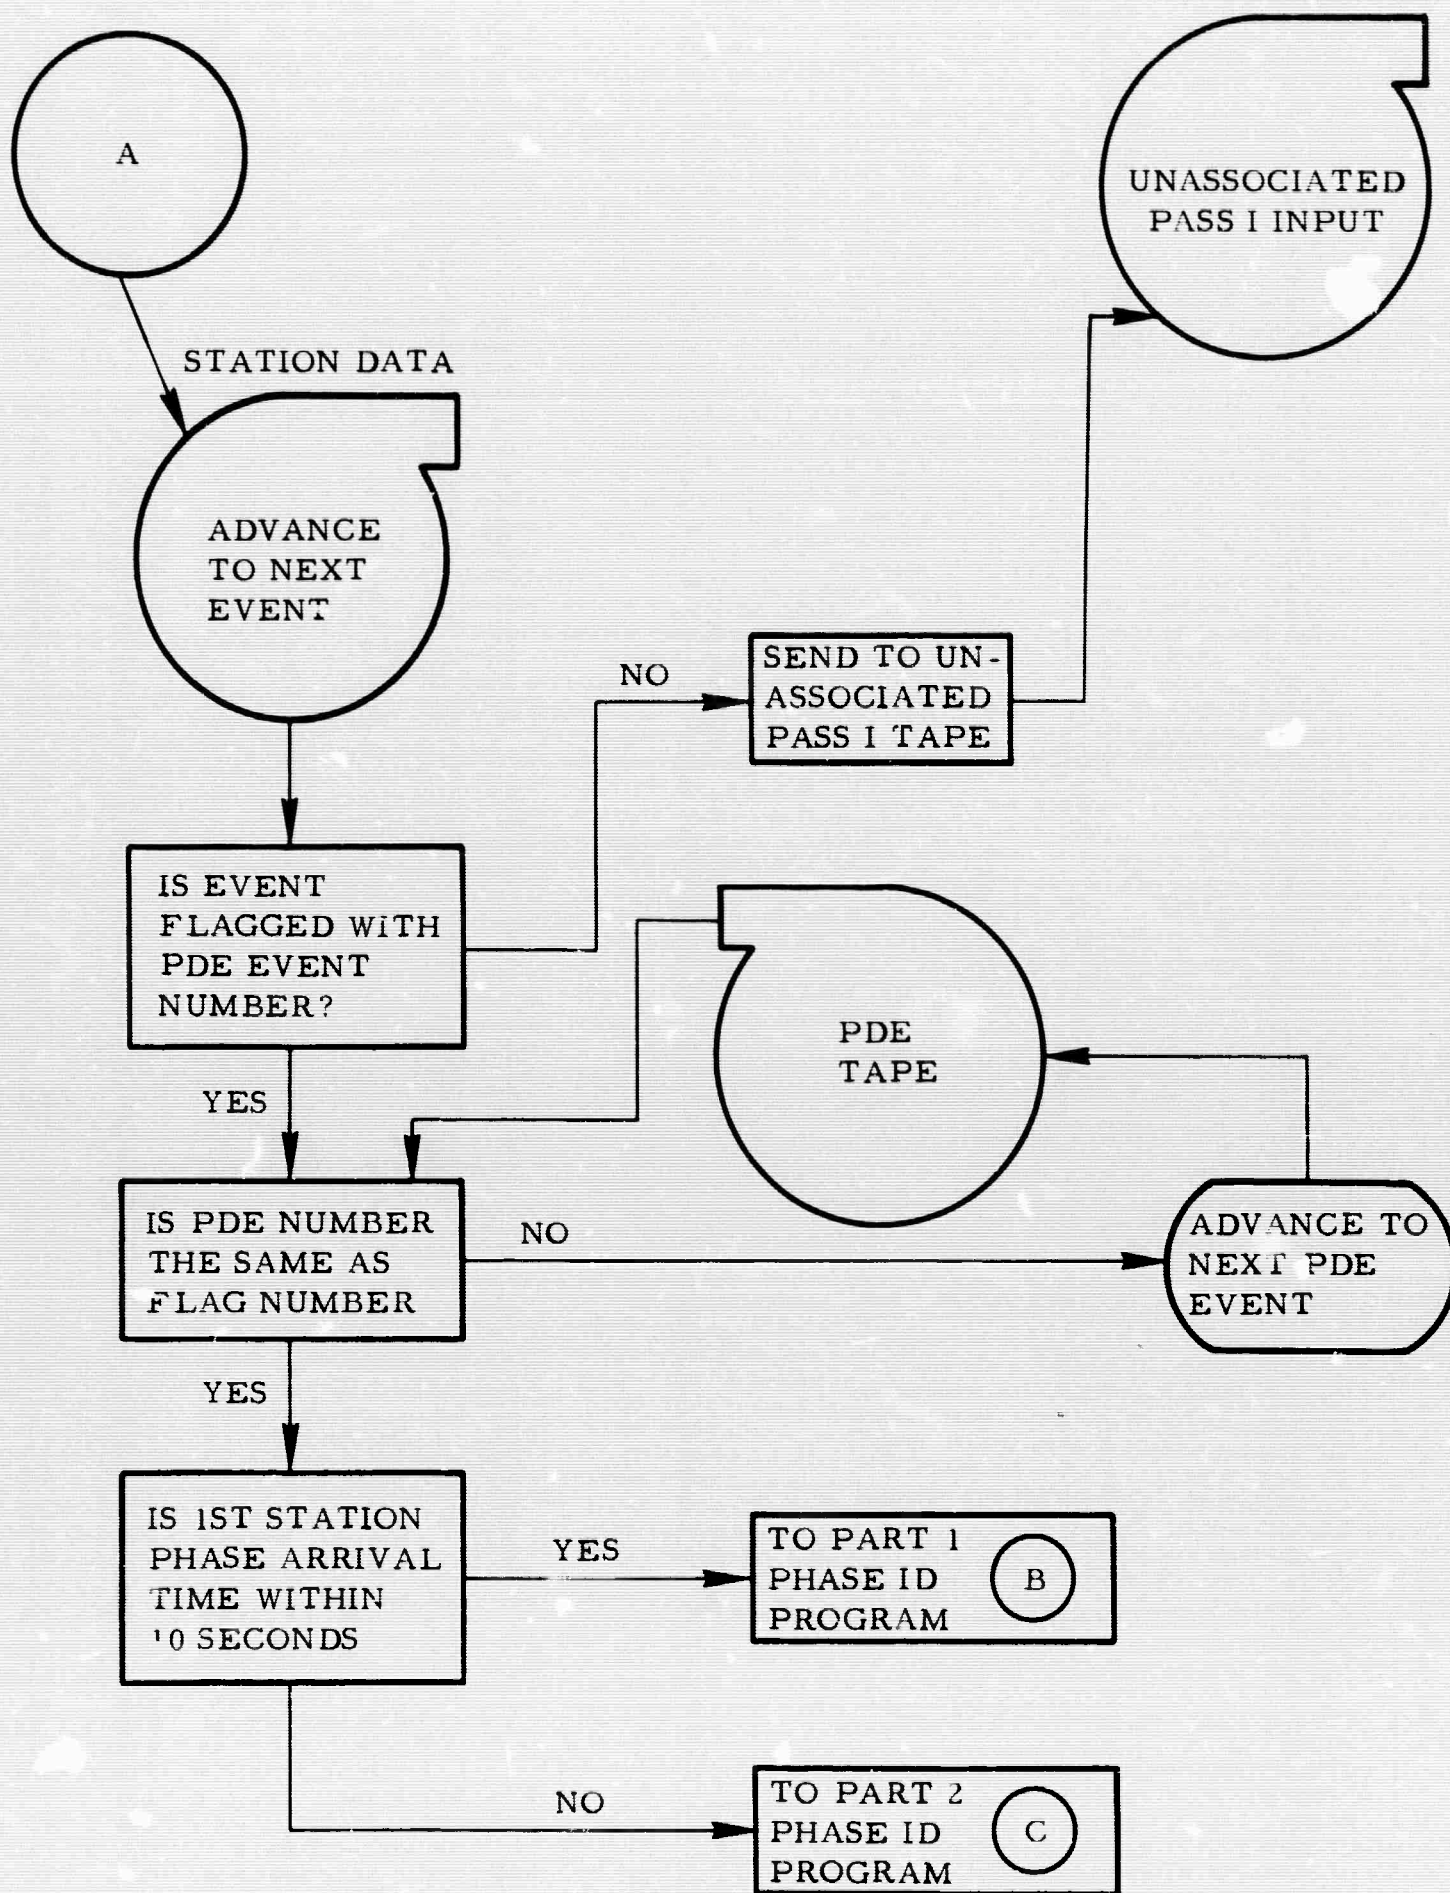 A
UNASSOCIATED
PASS I INPUT
STATION DATA
ADVANCE
TO NEXT
EVENT
NO
SEND TO UN-
ASSOCIATED
PASS I TAPE
IS EVENT
FLAGGED WITH
PDE EVENT
NUMBER?
PDE
TAPE
YES
IS PDE NUMBER
THE SAME AS
FLAG NUMBER
NO
ADVANCE TO
NEXT PDE
EVENT
YES
IS 1ST STATION
PHASE ARRIVAL
TIME WITHIN
10 SECONDS
YES
TO PART 1
PHASE ID
PROGRAM
B
NO
TO PART 2
PHASE ID
PROGRAM
C